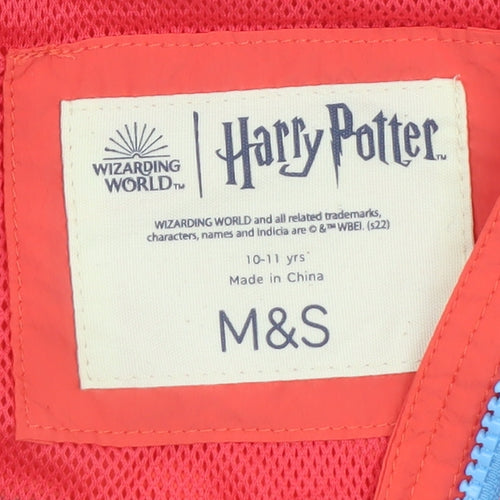 WIZARDING
WORLD™
Harry Potter™
WIZARDING WORLD and all related trademarks,
characters, names and indicia are © &™ WBEI. (s22)
10-11 yrs
Made in China
M&S